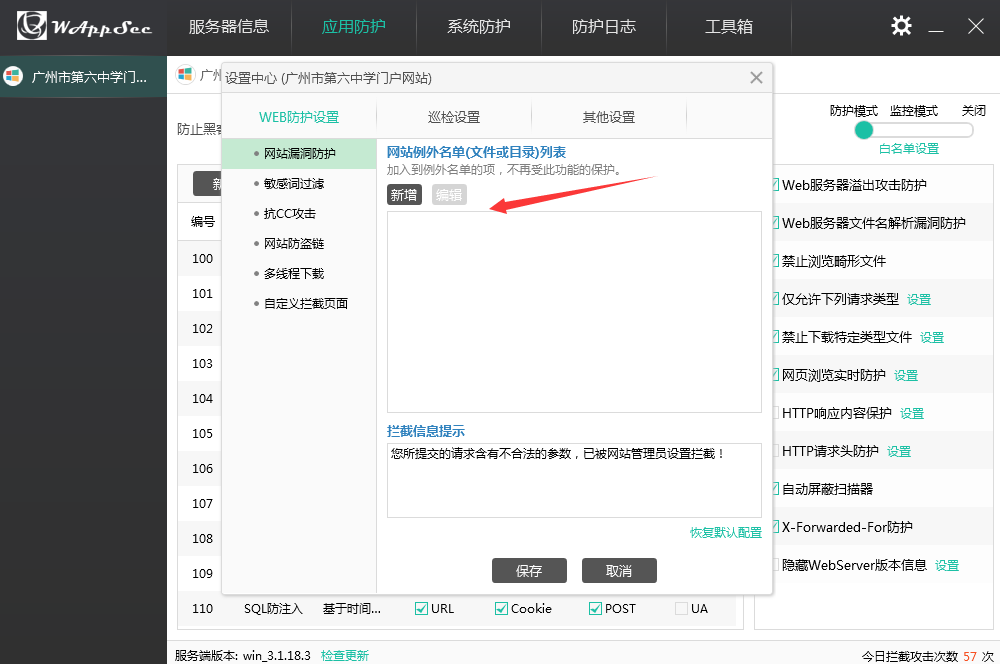 WAppSec 服务器信息 应用防护 系统防护 防护日志 工具箱
广州市第六中学门...
广州
设置中心 (广州市第六中学门户网站)
防护模式 监控模式 关闭
白名单设置
防止黑客
WEB防护设置 巡检设置 其他设置
网站漏洞防护
敏感词过滤
抗CC攻击
网站防盗链
多线程下载
自定义拦截页面
网站例外名单(文件或目录)列表
加入到例外名单的项，不再受此功能的保护。
新增 编辑
拦截信息提示
您所提交的请求含有不合法的参数，已被网站管理员设置拦截！
恢复默认配置
保存 取消
新
编号
100
101
102
103
104
105
106
107
108
109
110 SQL防注入 基于时间... URL Cookie POST UA
Web服务器溢出攻击防护
Web服务器文件名解析漏洞防护
禁止浏览畸形文件
仅允许下列请求类型 设置
禁止下载特定类型文件 设置
网页浏览实时防护 设置
HTTP响应内容保护 设置
HTTP请求头防护 设置
自动屏蔽扫描器
X-Forwarded-For防护
隐藏WebServer版本信息 设置
服务端版本: win_3.1.18.3 检查更新
今日拦截攻击次数 57 次